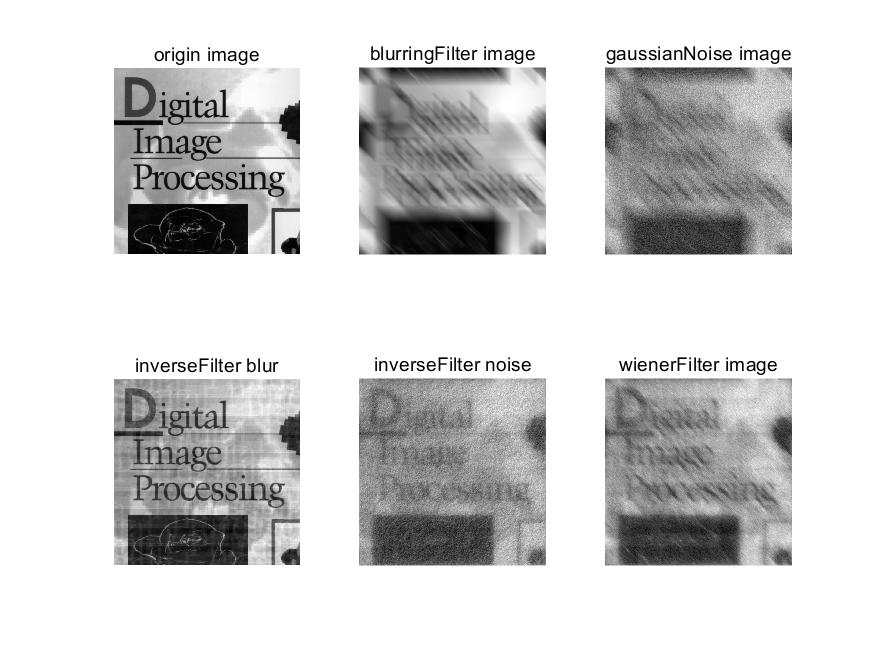 origin image
Digital
Image
Processing
blurringFilter image
gaussianNoise image
inverseFilter blur
Digital
Image
Processing
inverseFilter noise
Digital
Image
Processing
wienerFilter image
Digital
Image
Processing